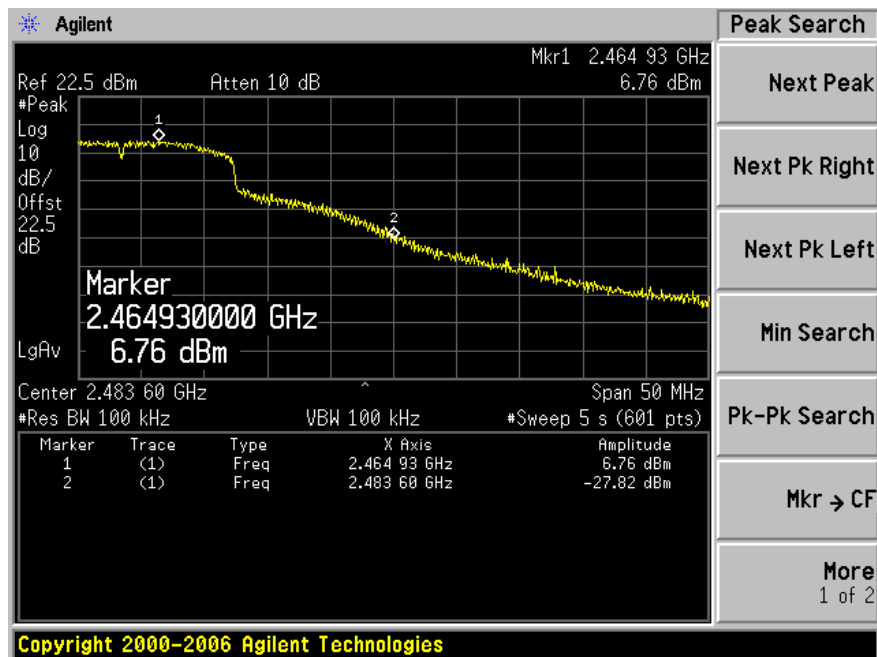 Agilent
Peak Search
Mkr1 2.464 93 GHz
Ref 22.5 dBm Atten 10 dB 6.76 dBm
#Peak
Log
10
dB/
Offst
22.5
dB
LgAv
1
2
Marker
2.464930000 GHz
6.76 dBm
Center 2.483 60 GHz ^ Span 50 MHz
#Res BW 100 kHz VBW 100 kHz #Sweep 5 s (601 pts)
Marker Trace Type X Axis Amplitude
1 (1) Freq 2.464 93 GHz 6.76 dBm
2 (1) Freq 2.483 60 GHz -27.82 dBm
Next Peak
Next Pk Right
Next Pk Left
Min Search
Pk-Pk Search
Mkr → CF
More
1 of 2
Copyright 2000-2006 Agilent Technologies